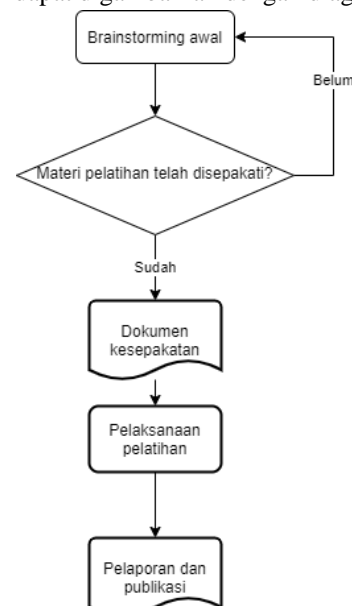 Brainstorming awal
Belum
Materi pelatihan telah disepakati?
Sudah
Dokumen
kesepakatan
Pelaksanaan
pelatihan
Pelaporan dan
publikasi